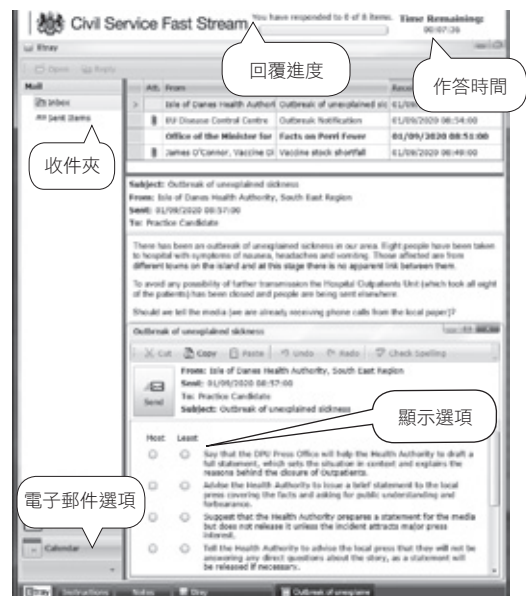 Civil Service Fast Stream
You have responded to 0 of 8 items.
Time Remaining:
00:07:36
回覆進度
作答時間
Etray
Open Reply
Mail
Inbox
Sent Items
收件夾
Att. From
Isle of Danes Health Authori Outbreak of unexplained sic 01/09/
EU Disease Control Centre Outbreak Notification 01/09/2020 08:54:00
Office of the Minister for Facts on Perri Fever 01/09/2020 08:51:00
James O'Connor, Vaccine Di Vaccine stock shortfall 01/09/2020 08:49:00
Subject: Outbreak of unexplained sickness
From: Isle of Danes Health Authority, South East Region
Sent: 01/09/2020 08:57:00
To: Practice Candidate
There has been an outbreak of unexplained sickness in our area. Eight people have been taken
to hospital with symptoms of nausea, headaches and vomiting. Those affected are from
different towns on the island and at this stage there is no apparent link between them.
To avoid any possibility of further transmission the Hospital Outpatients Unit (which took all eight
of the patients) has been closed and people are being sent elsewhere.
Should we tell the media (we are already receiving phone calls from the local paper)?
Outbreak of unexplained sickness
Cut Copy Paste Undo Redo Check Spelling
Send
From: Isle of Danes Health Authority, South East Region
Sent: 01/09/2020 08:57:00
To: Practice Candidate
Subject: Outbreak of unexplained sickness
顯示選項
Most Least
Say that the DPU Press Office will help the Health Authority to draft a
full statement, which sets the situation in context and explains the
reasons behind the closure of Outpatients.
Advise the Health Authority to issue a brief statement to the local
press covering the facts and asking for public understanding and
forbearance.
Suggest that the Health Authority prepares a statement for the media
but does not release it unless the incident attracts major press
interest.
Tell the Health Authority to advise the local press that they will not be
answering any direct questions about the story, as a statement will
be released if necessary.
電子郵件選項
Calendar
Etray Instructions Notes Etray Outbreak of unexplaine